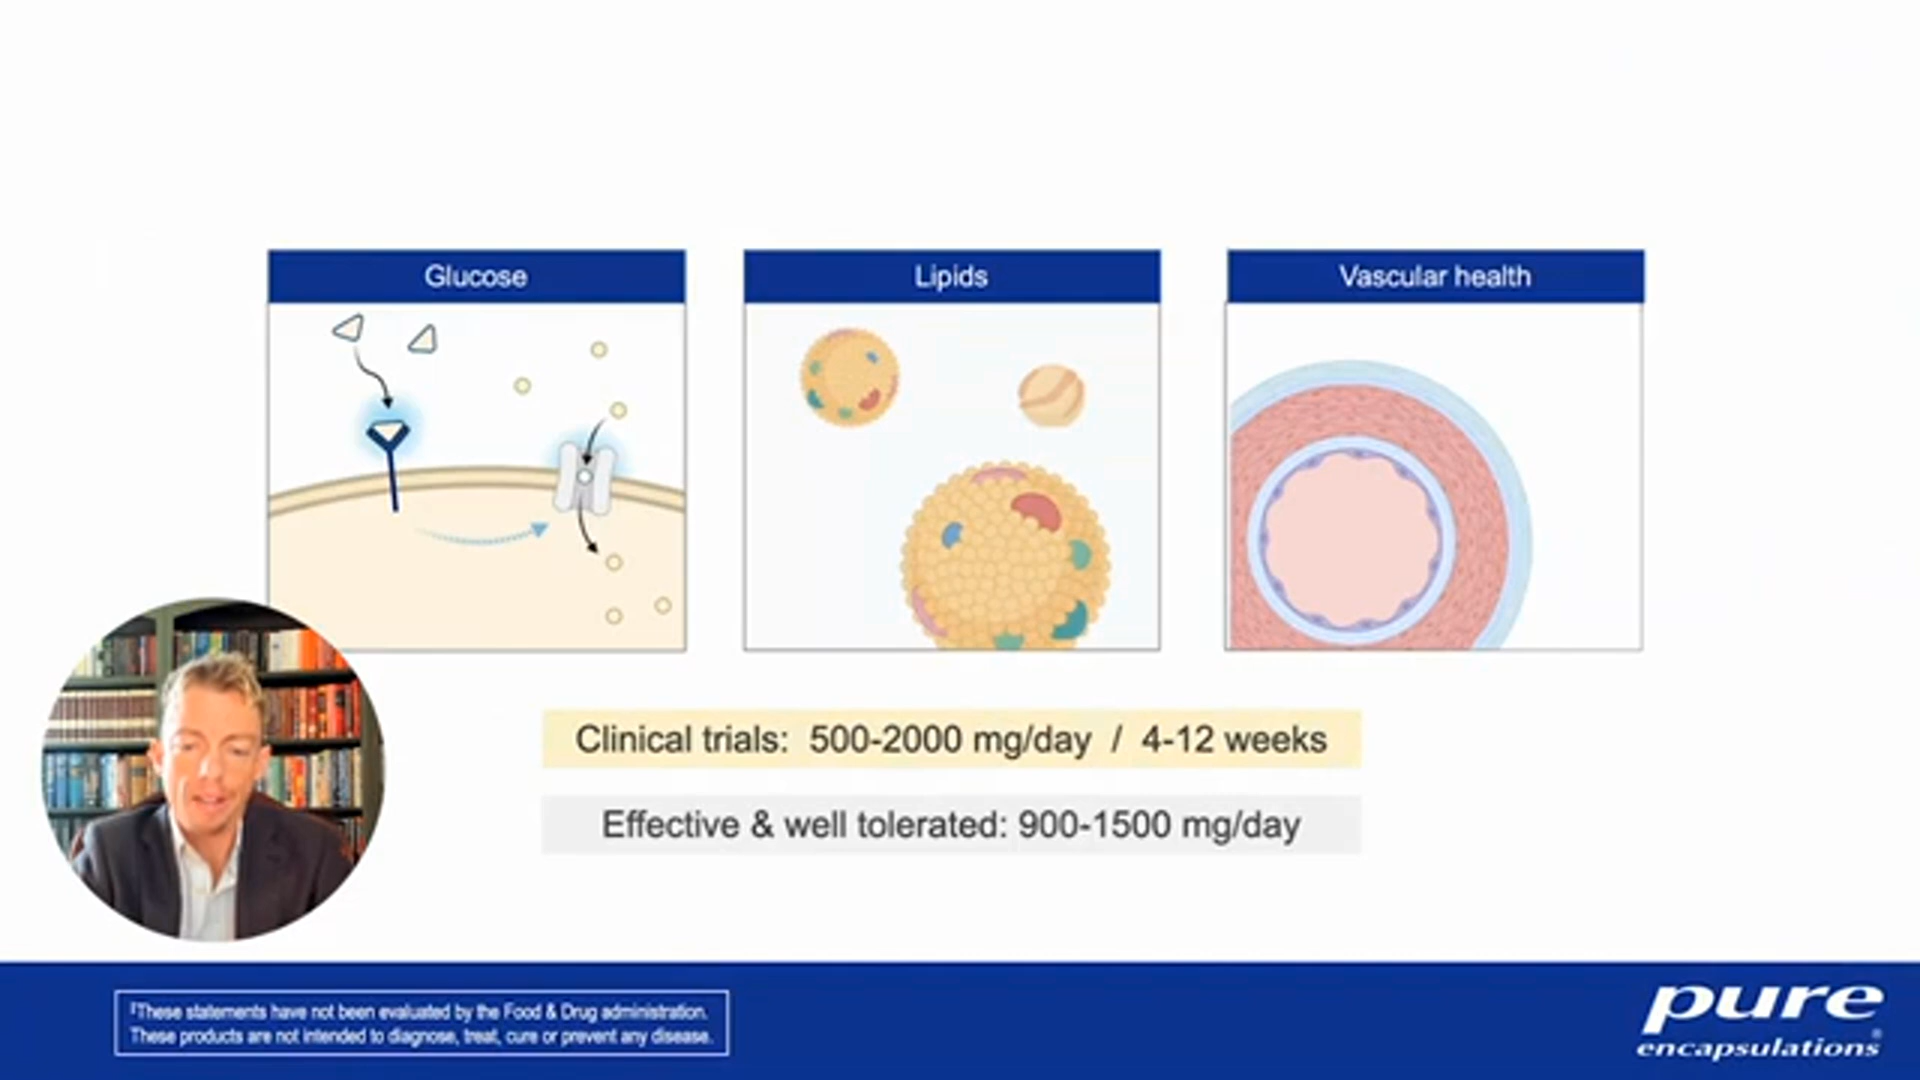 Glucose
Lipids
Vascular health
Clinical trials: 500-2000 mg/day / 4-12 weeks
Effective & well tolerated: 900-1500 mg/day
‡These statements have not been evaluated by the Food & Drug administration.
These products are not intended to diagnose, treat, cure or prevent any disease.
pure
encapsulations®